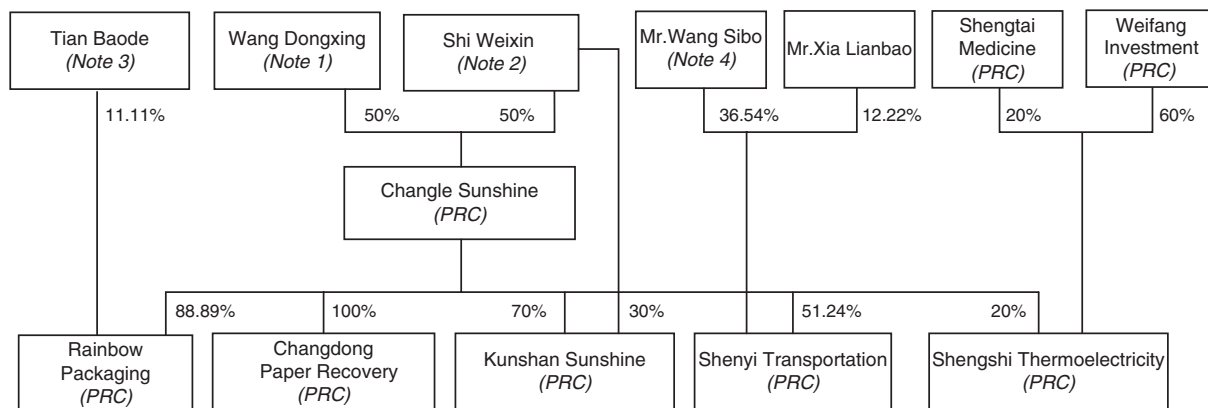 Tian Baode
(Note 3)
Wang Dongxing
(Note 1)
Shi Weixin
(Note 2)
Mr.Wang Sibo
(Note 4)
Mr.Xia Lianbao
Shengtai
Medicine
(PRC)
Weifang
Investment
(PRC)
11.11%
50%
50%
36.54%
12.22%
20%
60%
Changle Sunshine
(PRC)
88.89%
100%
70%
30%
51.24%
20%
Rainbow
Packaging
(PRC)
Changdong
Paper Recovery
(PRC)
Kunshan Sunshine
(PRC)
Shenyi Transportation
(PRC)
Shengshi Thermoelectricity
(PRC)